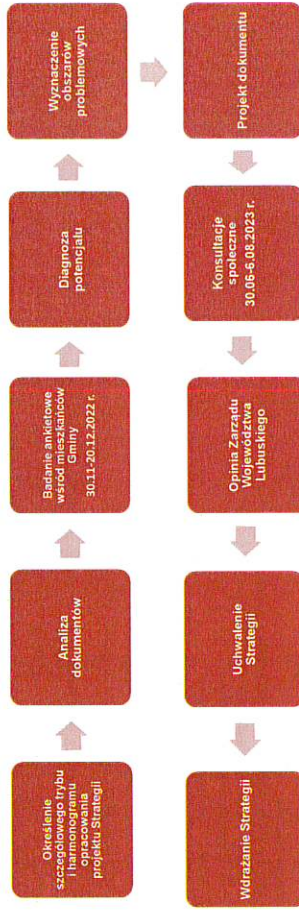 Określenie
szczegółowego trybu
i harmonogramu
opracowania
projektu Strategii
Analiza
dokumentów
Badanie ankietowe
wśród mieszkańców
Gminy
30.11-20.12.2022 r.
Diagnoza
potencjału
Wyznaczenie
obszarów
problemowych
Projekt dokumentu
Konsultacje
społeczne
30.06-6.08.2023 r.
Opinia Zarządu
Województwa
Lubuskiego
Uchwalenie
Strategii
Wdrażanie Strategii